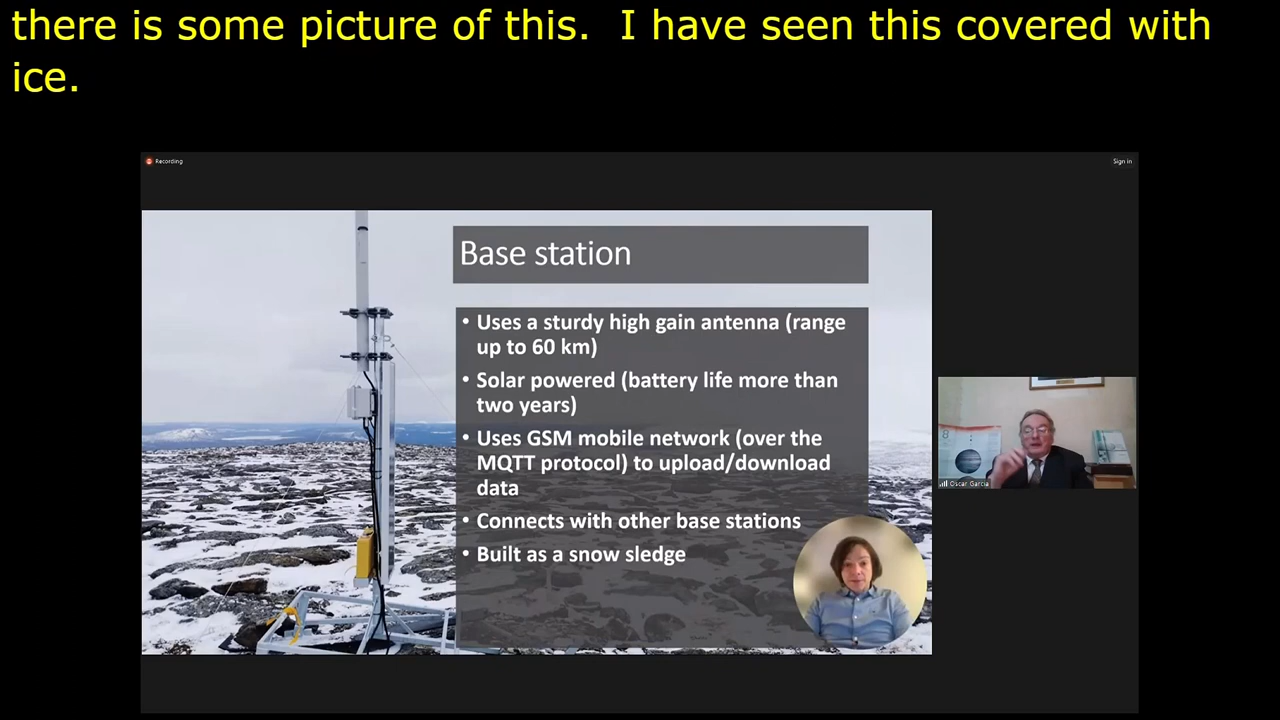 there is some picture of this.  I have seen this covered with
ice.
Recording
Sign in
Base station
• Uses a sturdy high gain antenna (range
up to 60 km)
• Solar powered (battery life more than
two years)
• Uses GSM mobile network (over the
MQTT protocol) to upload/download
data
• Connects with other base stations
• Built as a snow sledge
8
Oscar Garcia